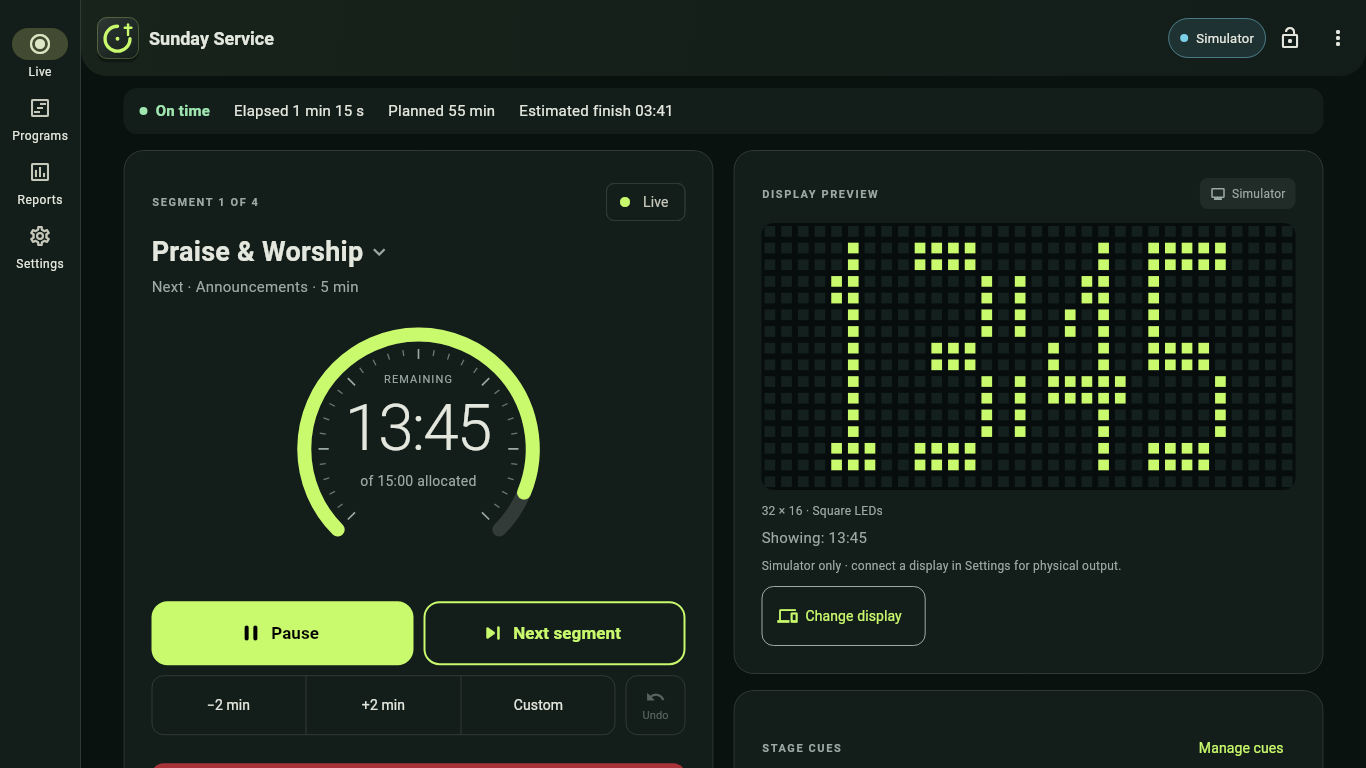 Sunday Service
Simulator
Live
Programs
Reports
Settings
On time Elapsed 1 min 15 s Planned 55 min Estimated finish 03:41
SEGMENT 1 OF 4
Live
Praise & Worship
Next · Announcements · 5 min
REMAINING
13:45
of 15:00 allocated
Pause
Next segment
−2 min
+2 min
Custom
Undo
DISPLAY PREVIEW
Simulator
13:45
32 × 16 · Square LEDs
Showing: 13:45
Simulator only · connect a display in Settings for physical output.
Change display
STAGE CUES
Manage cues